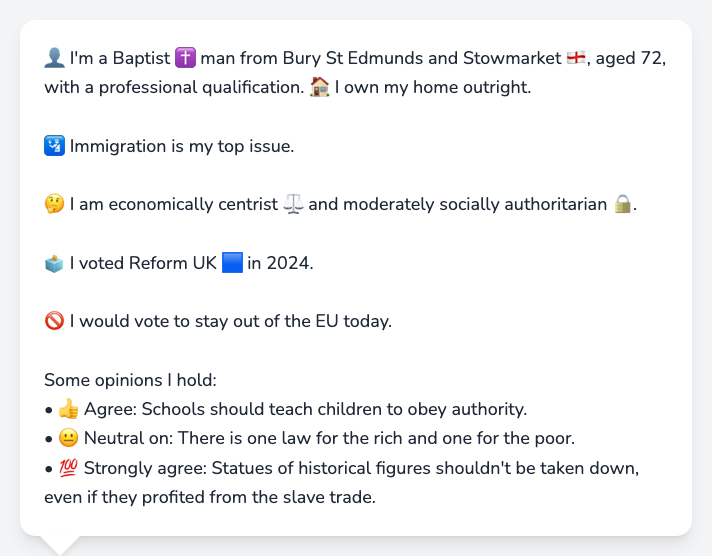 👤 I'm a Baptist ✝️ man from Bury St Edmunds and Stowmarket 🏴󠁧󠁢󠁥󠁮󠁧󠁿, aged 72,
with a professional qualification. 🏠 I own my home outright.
🛂 Immigration is my top issue.
🤔 I am economically centrist ⚖️ and moderately socially authoritarian 🔒.
🗳️ I voted Reform UK 🟦 in 2024.
🚫 I would vote to stay out of the EU today.
Some opinions I hold:
• 👍 Agree: Schools should teach children to obey authority.
• 😐 Neutral on: There is one law for the rich and one for the poor.
• 💯 Strongly agree: Statues of historical figures shouldn't be taken down,
even if they profited from the slave trade.